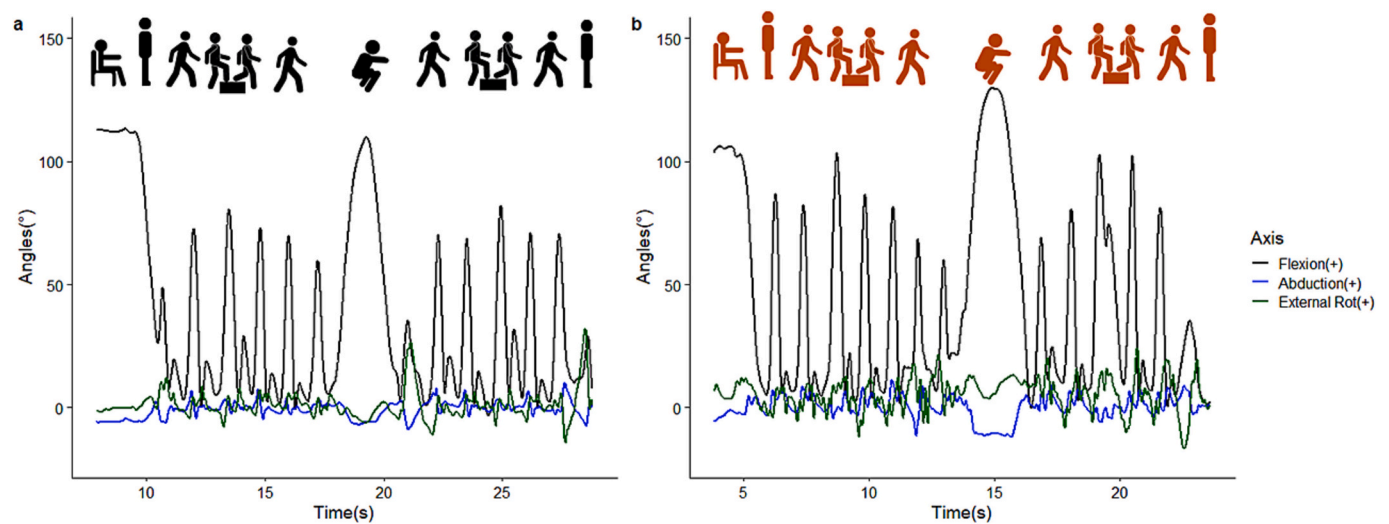 a
150
100
50
0
Angles(°)
10 15 20 25
Time(s)
b
150
100
50
0
Angles(°)
5 10 15 20
Time(s)
Axis
Flexion(+)
Abduction(+)
External Rot(+)